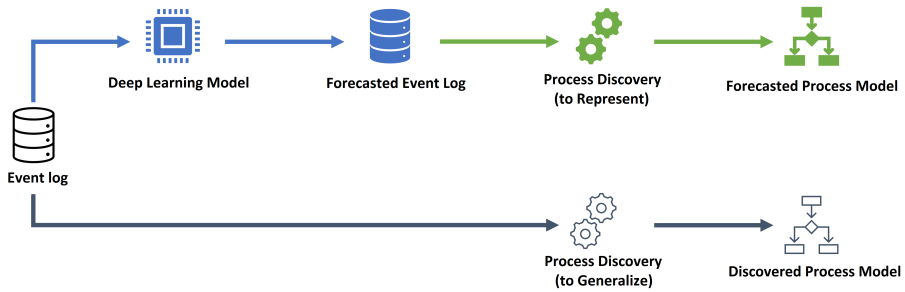 Deep Learning Model
Forecasted Event Log
Process Discovery
(to Represent)
Forecasted Process Model
Event log
Process Discovery
(to Generalize)
Discovered Process Model